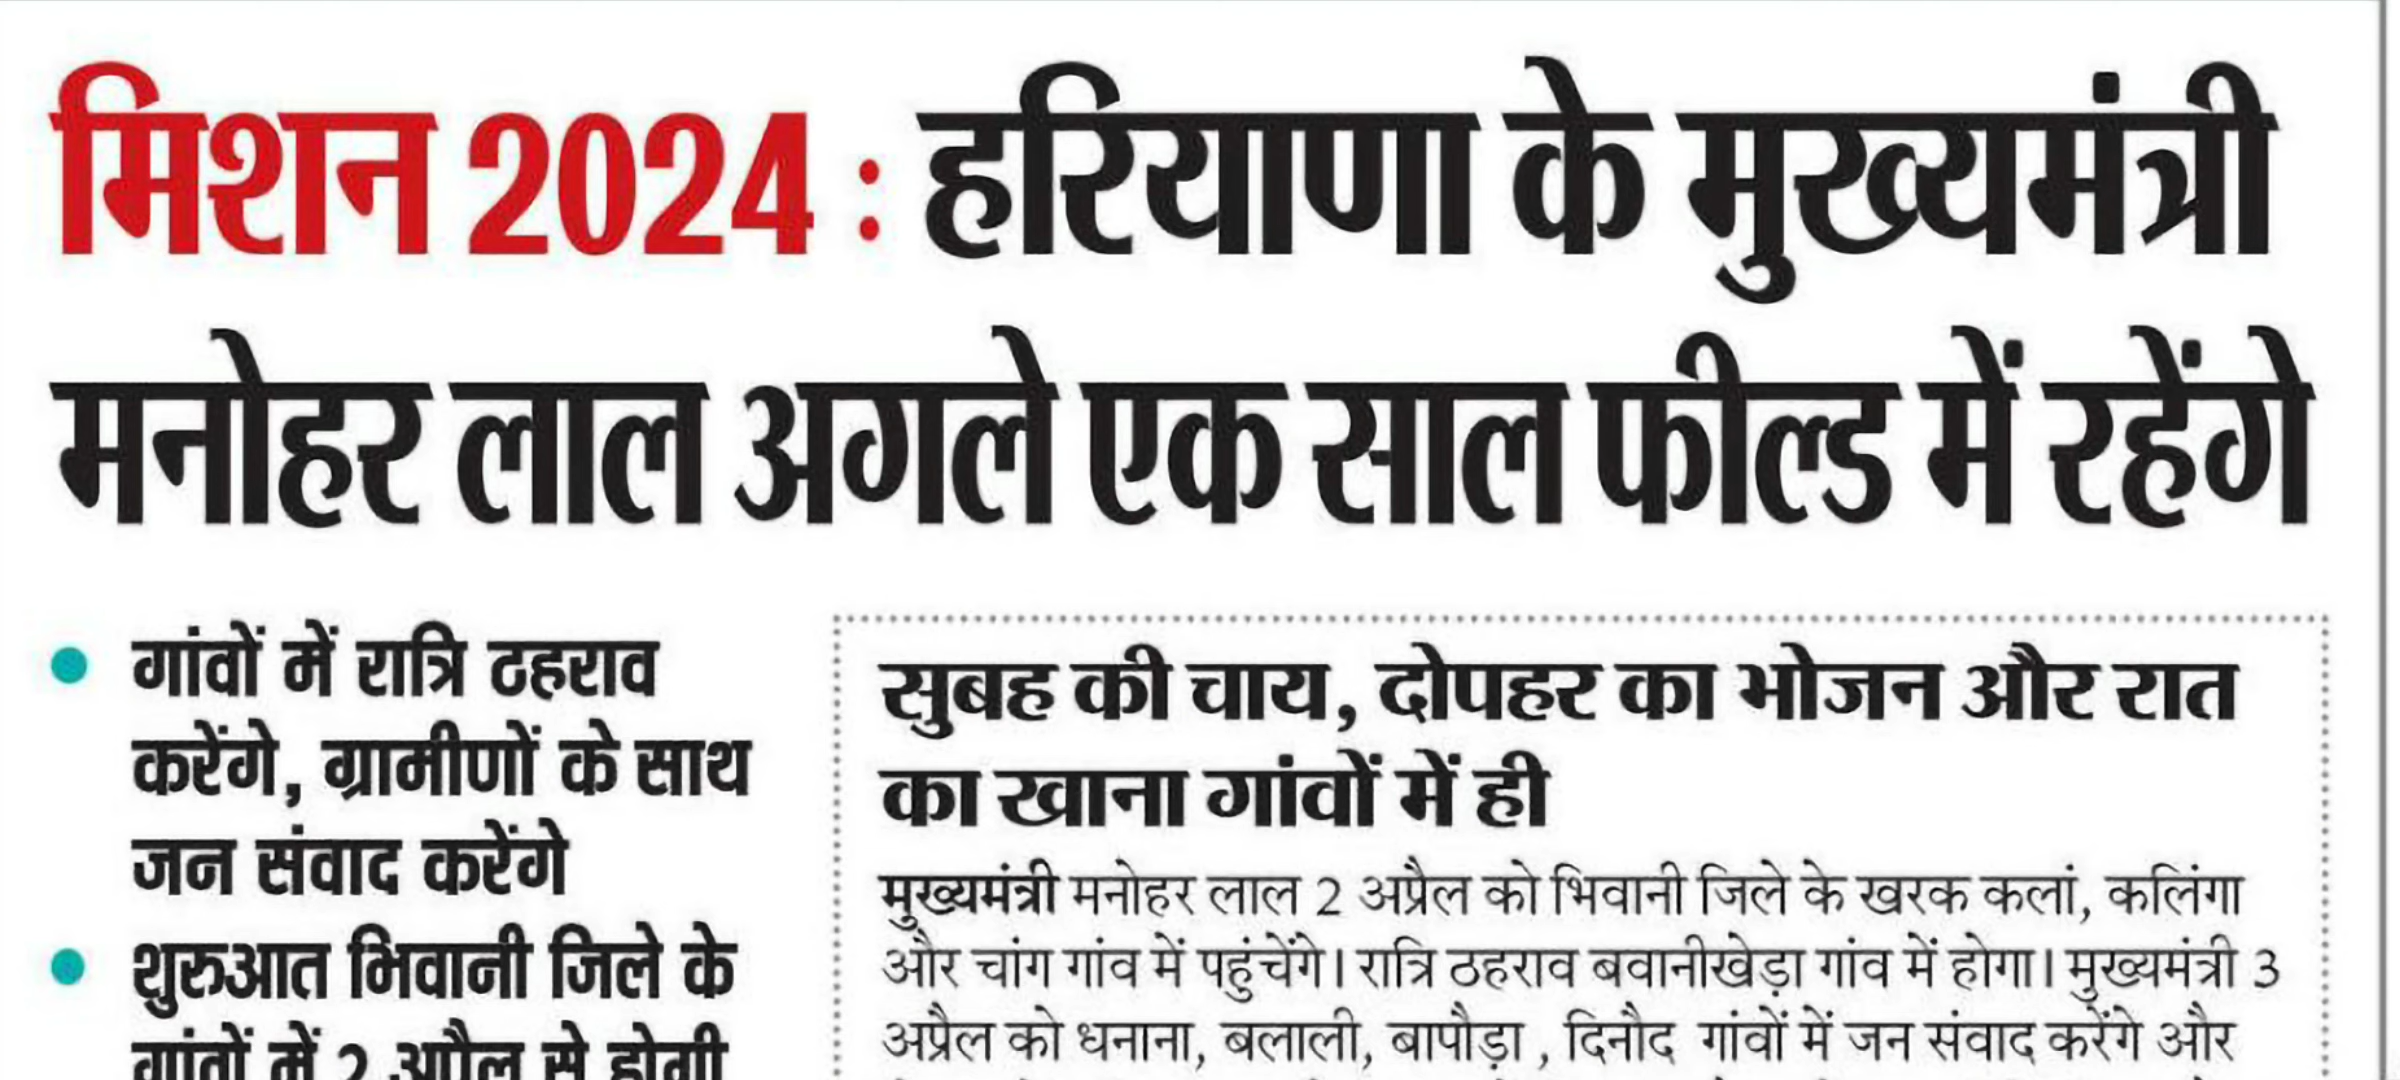 मिशन 2024 : हरियाणा के मुख्यमंत्री
मनोहर लाल अगले एक साल फील्ड में रहेंगे
गांवों में रात्रि ठहराव
करेंगे, ग्रामीणों के साथ
जन संवाद करेंगे
शुरुआत भिवानी जिले के
गांवों में 2 अप्रैल से होगी
सुबह की चाय, दोपहर का भोजन और रात
का खाना गांवों में ही
मुख्यमंत्री मनोहर लाल 2 अप्रैल को भिवानी जिले के खरक कलां, कलिंगा
और चांग गांव में पहुंचेंगे। रात्रि ठहराव बवानीखेड़ा गांव में होगा। मुख्यमंत्री 3
अप्रैल को धनाना, बलाली, बापौड़ा , दिनौद गांवों में जन संवाद करेंगे और